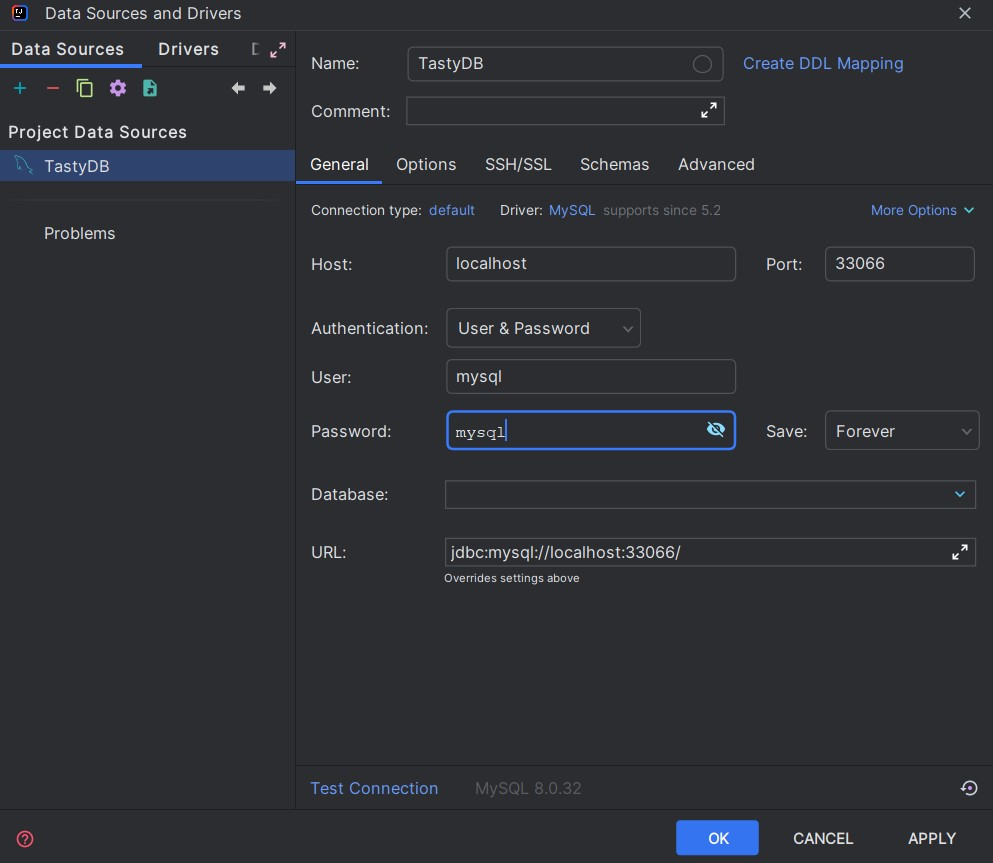 Data Sources and Drivers
Data Sources Drivers D
Project Data Sources
TastyDB
Problems
Name: TastyDB Create DDL Mapping
Comment:
General Options SSH/SSL Schemas Advanced
Connection type: default Driver: MySQL supports since 5.2 More Options
Host: localhost Port: 33066
Authentication: User & Password
User: mysql
Password: mysql Save: Forever
Database:
URL: jdbc:mysql://localhost:33066/
Overrides settings above
Test Connection MySQL 8.0.32
? OK CANCEL APPLY